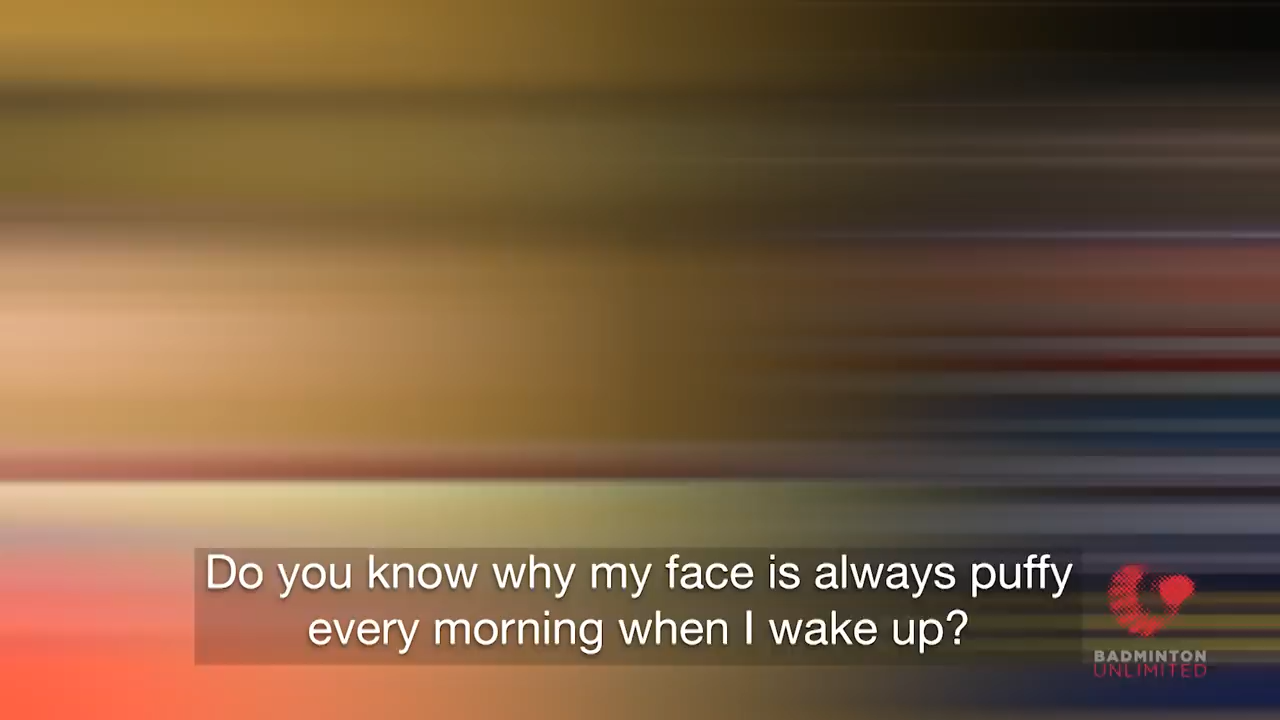 Do you know why my face is always puffy
every morning when I wake up?
BADMINTON
UNLIMITED